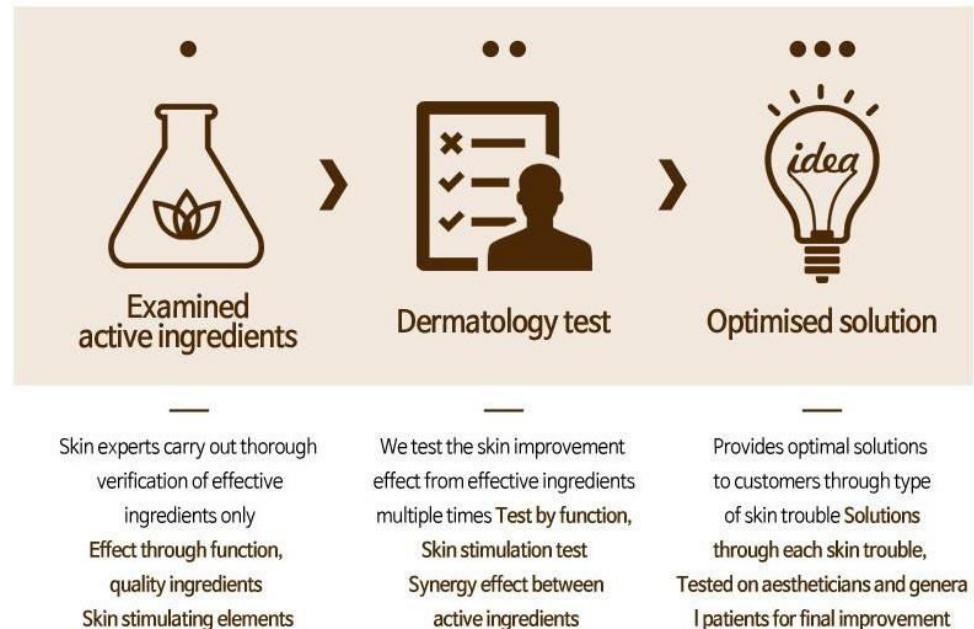 idea
Examined
active ingredients
Dermatology test
Optimised solution
Skin experts carry out thorough
verification of effective
ingredients only
Effect through function,
quality ingredients
Skin stimulating elements
We test the skin improvement
effect from effective ingredients
multiple times Test by function,
Skin stimulation test
Synergy effect between
active ingredients
Provides optimal solutions
to customers through type
of skin trouble Solutions
through each skin trouble,
Tested on aestheticians and genera
l patients for final improvement